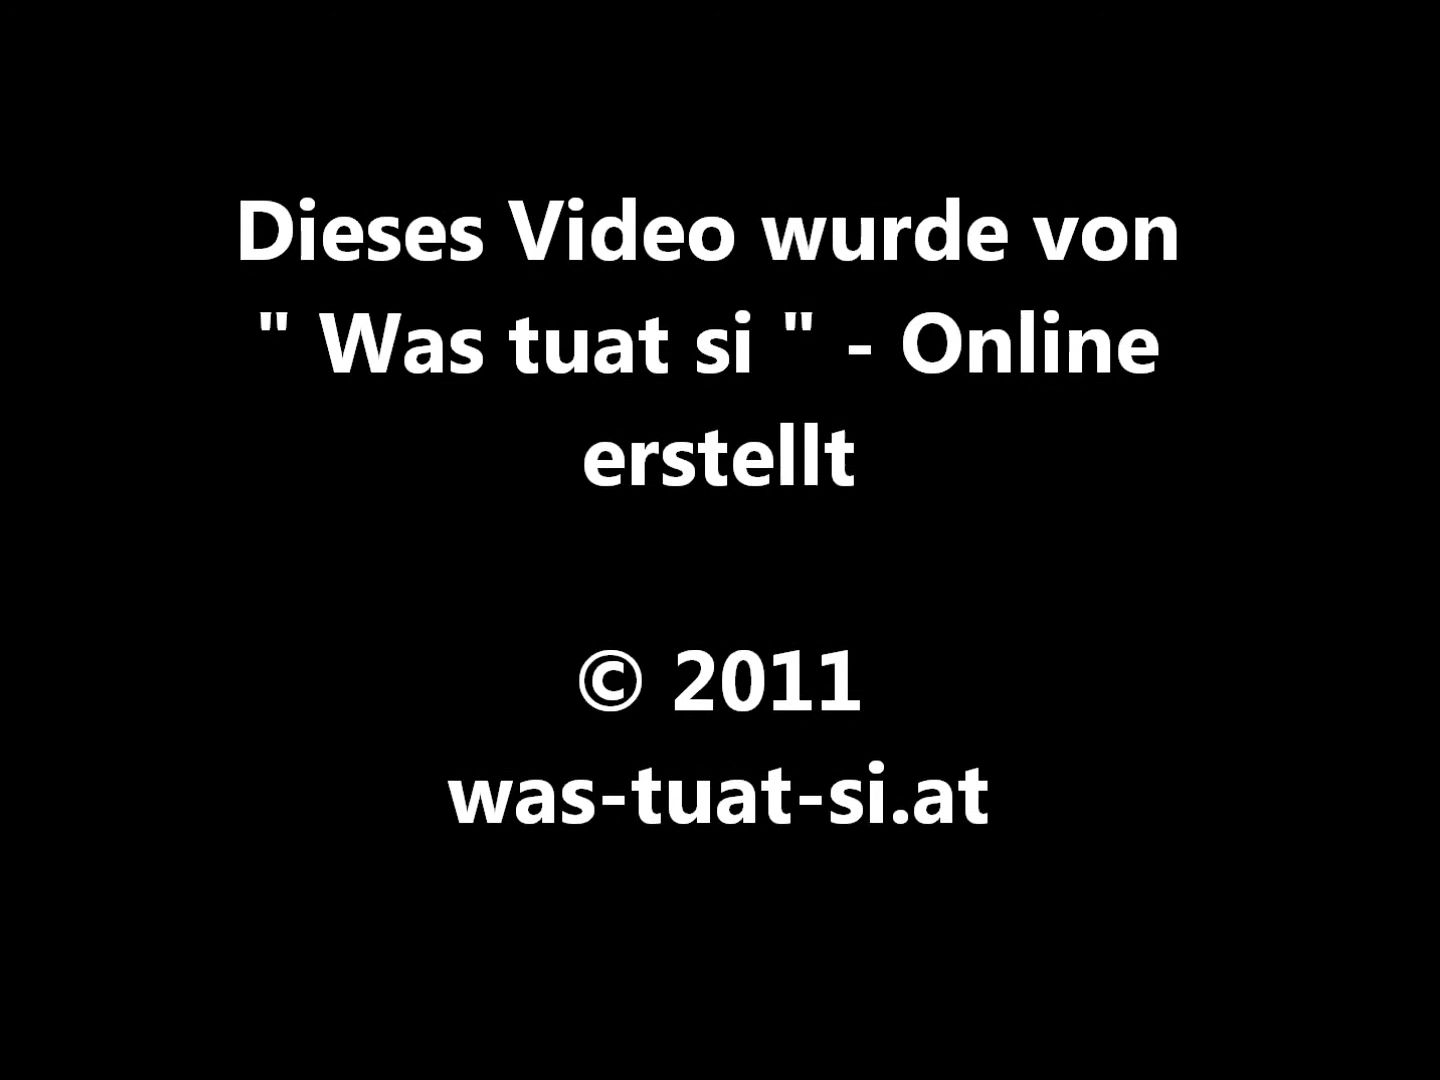 Dieses Video wurde von
" Was tuat si " - Online
erstellt
© 2011
was-tuat-si.at